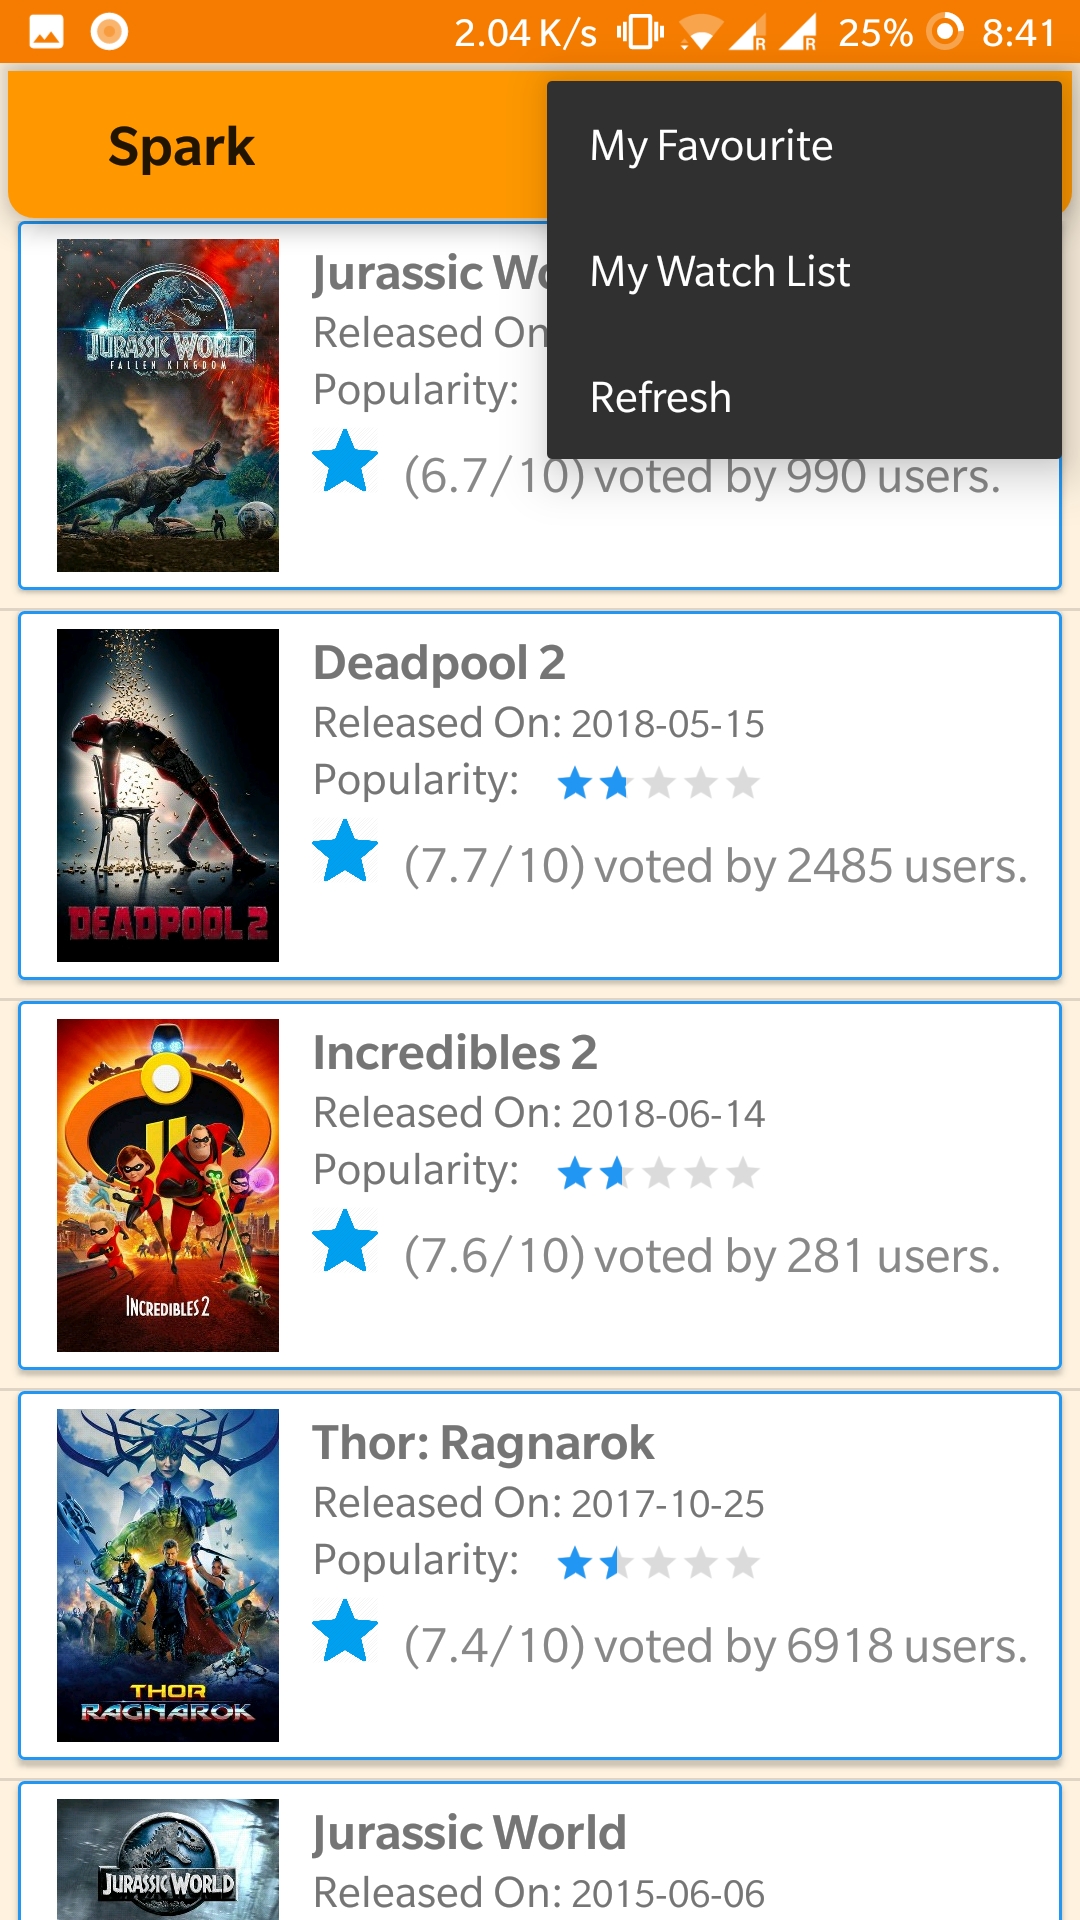 2.04 K/s 25% 8:41
Spark
My Favourite
My Watch List
Refresh
JURASSIC WORLD
FALLEN KINGDOM
Jurassic Wo
Released On
Popularity:
(6.7/10) voted by 990 users.
DEADPOOL 2
Deadpool 2
Released On: 2018-05-15
Popularity:
(7.7/10) voted by 2485 users.
INCREDIBLES 2
Incredibles 2
Released On: 2018-06-14
Popularity:
(7.6/10) voted by 281 users.
THOR
RAGNAROK
Thor: Ragnarok
Released On: 2017-10-25
Popularity:
(7.4/10) voted by 6918 users.
JURASSIC WORLD
Jurassic World
Released On: 2015-06-06